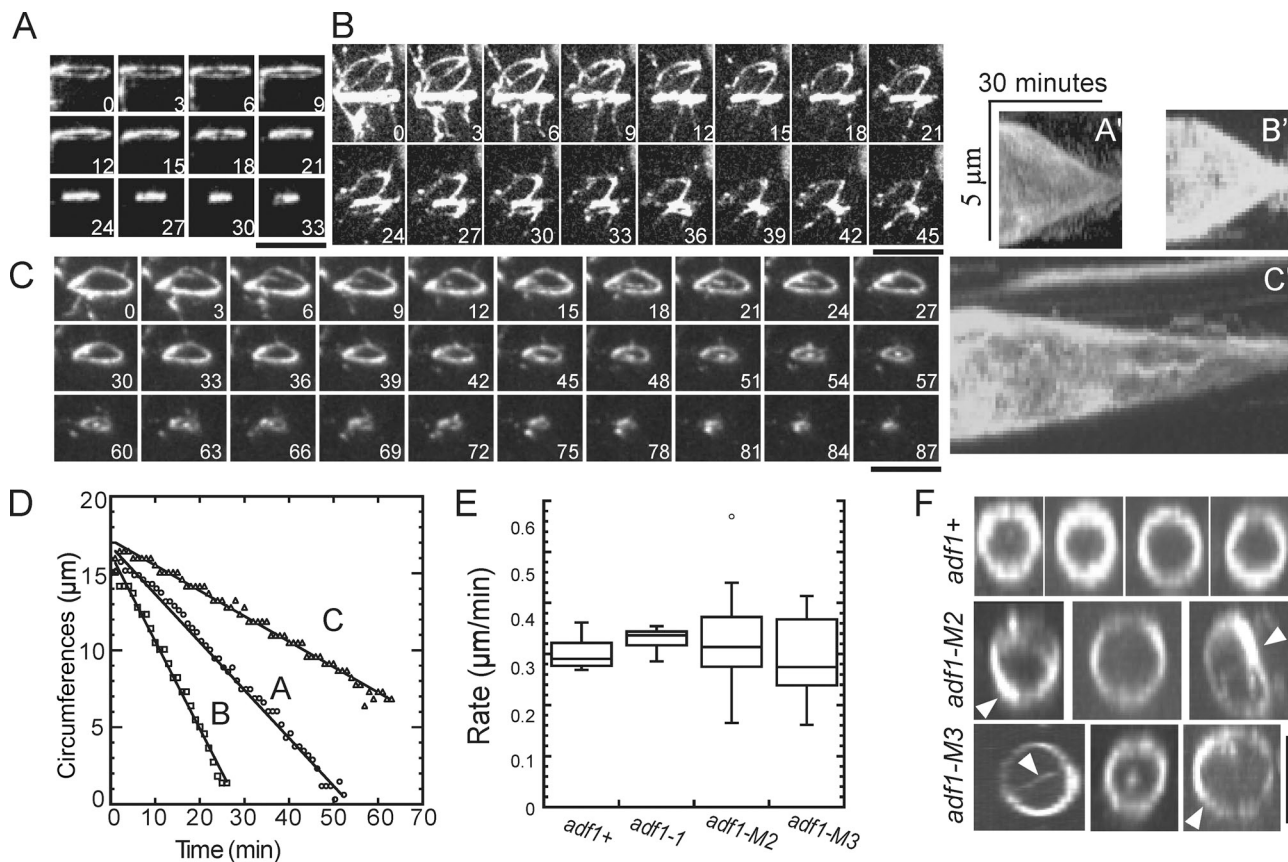 A
0 3 6 9
12 15 18 21
24 27 30 33
B
0 3 6 9 12 15 18 21
24 27 30 33 36 39 42 45
30 minutes
5 μm
A'
B'
C
0 3 6 9 12 15 18 21 24 27
30 33 36 39 42 45 48 51 54 57
60 63 66 69 72 75 78 81 84 87
C'
D
Circumferences (μm)
20
15
10
5
0
C
A
B
0 10 20 30 40 50 60 70
Time (min)
E
Rate (μm/min)
0.6
0.5
0.4
0.3
0.2
0.1
0
adf1+ adf1-1 adf1-M2 adf1-M3
F
adf1+
adf1-M2
adf1-M3